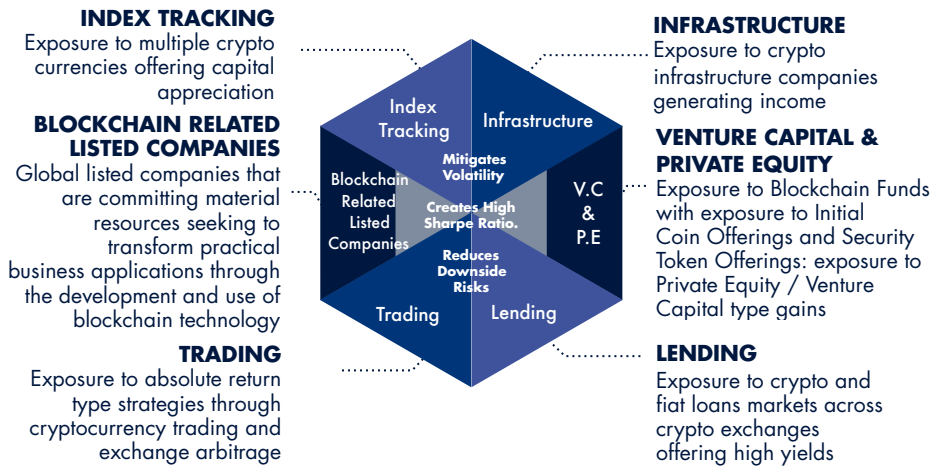 INDEX TRACKING
Exposure to multiple crypto
currencies offering capital
appreciation
BLOCKCHAIN RELATED
LISTED COMPANIES
Global listed companies that
are committing material
resources seeking to
transform practical
business applications through
the development and use of
blockchain technology
TRADING
Exposure to absolute return
type strategies through
cryptocurrency trading and
exchange arbitrage
Index
Tracking
Infrastructure
Mitigates
Volatility
Blockchain
Related
Listed
Companies
Creates High
Sharpe Ratio.
V.C
&
P.E
Reduces
Downside
Risks
Trading
Lending
INFRASTRUCTURE
Exposure to crypto
infrastructure companies
generating income
VENTURE CAPITAL &
PRIVATE EQUITY
Exposure to Blockchain Funds
with exposure to Initial
Coin Offerings and Security
Token Offerings: exposure to
Private Equity / Venture
Capital type gains
LENDING
Exposure to crypto and
fiat loans markets across
crypto exchanges
offering high yields